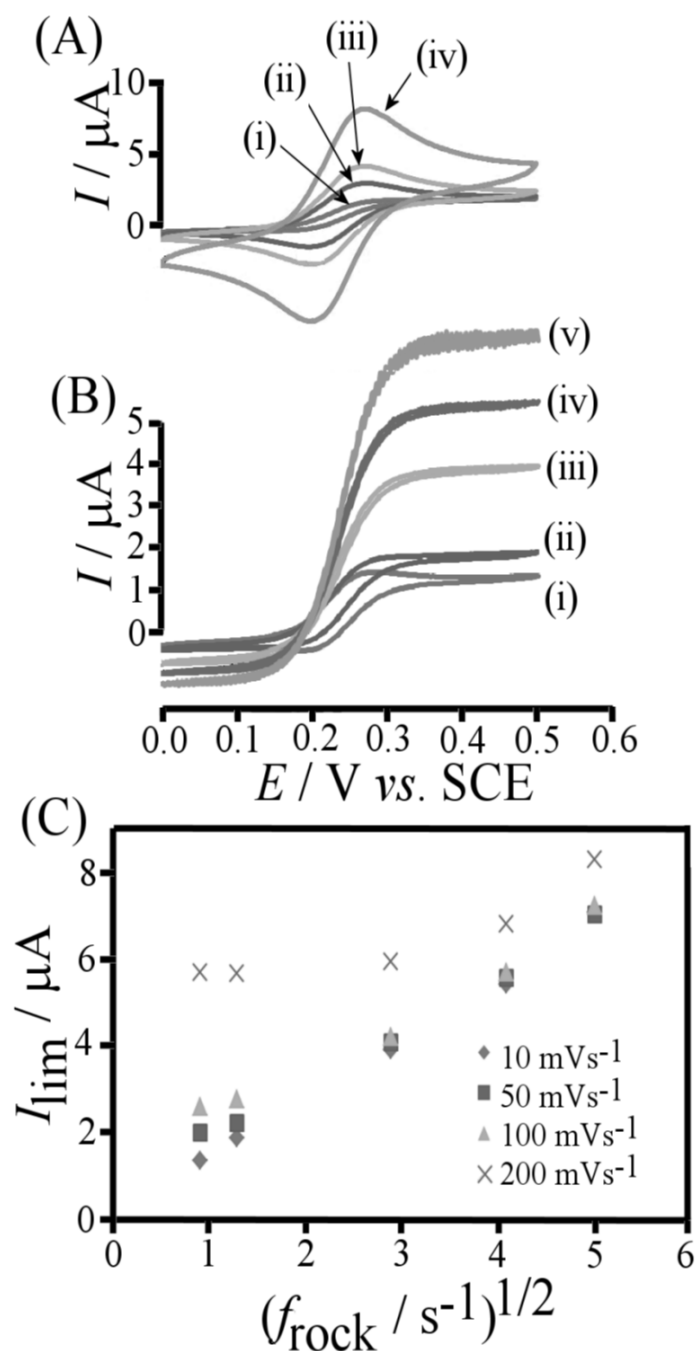 (A)
(iii)
(ii)
(iv)
(i)
10
5
0
I / μA
(B)
(v)
(iv)
(iii)
(ii)
(i)
5
4
3
2
1
0
I / μA
0.0 0.1 0.2 0.3 0.4 0.5 0.6
E / V vs. SCE
(C)
8
6
4
2
0
I lim / μA
10 mVs-1
50 mVs-1
100 mVs-1
200 mVs-1
0 1 2 3 4 5 6
(f rock / s-1)1/2